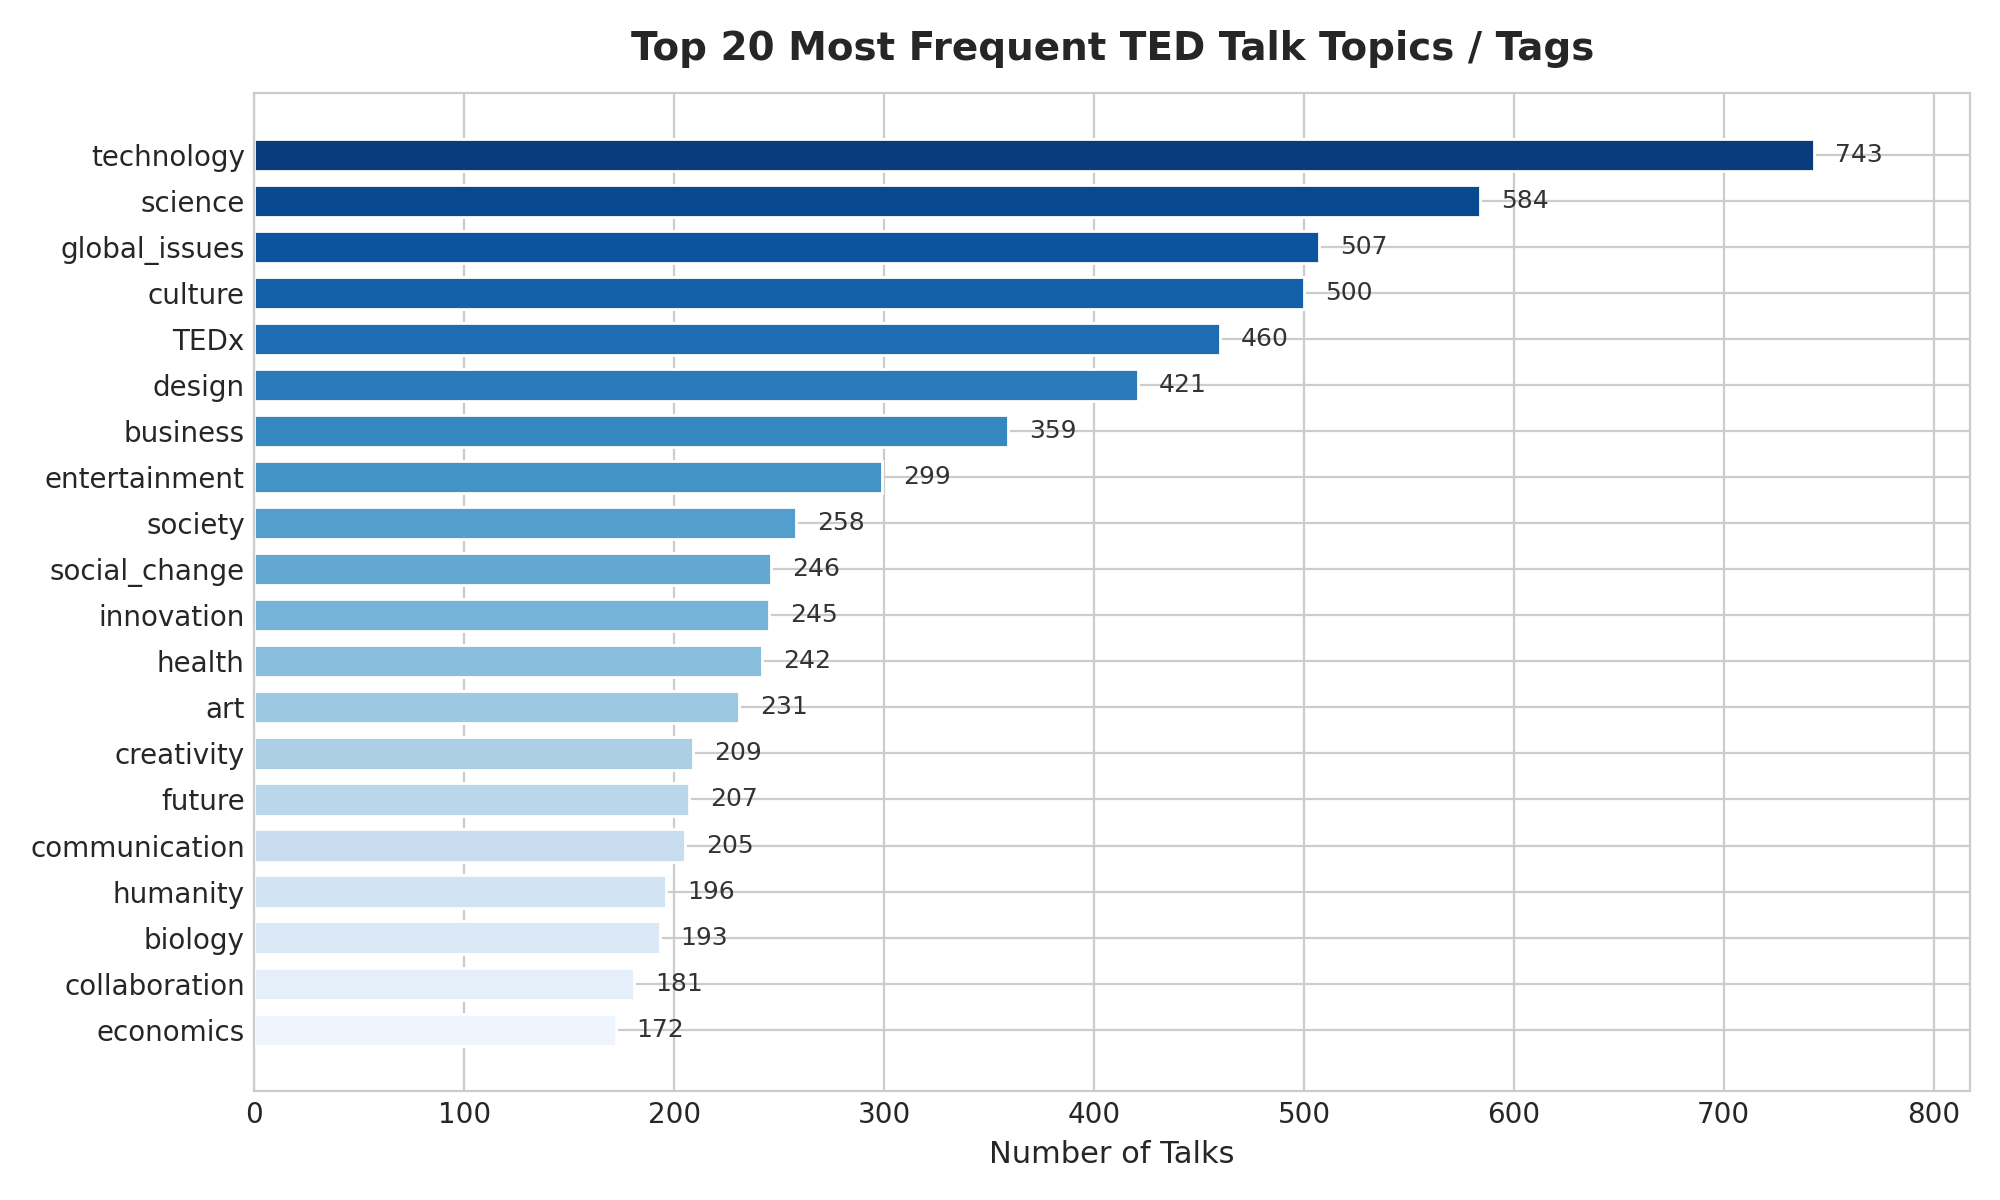 Top 20 Most Frequent TED Talk Topics / Tags
technology 743
science 584
global_issues 507
culture 500
TEDx 460
design 421
business 359
entertainment 299
society 258
social_change 246
innovation 245
health 242
art 231
creativity 209
future 207
communication 205
humanity 196
biology 193
collaboration 181
economics 172
0 100 200 300 400 500 600 700 800
Number of Talks